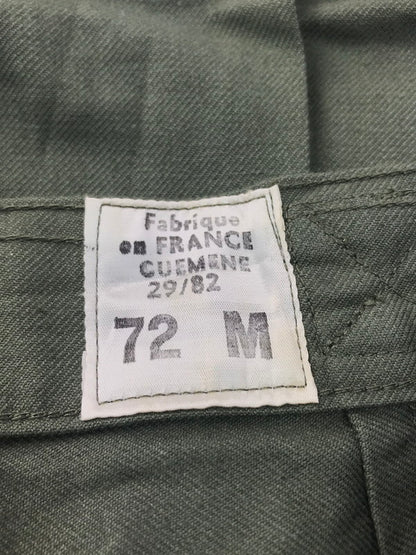 Fabrique
en FRANCE
GUEMENE
29/82
72 M